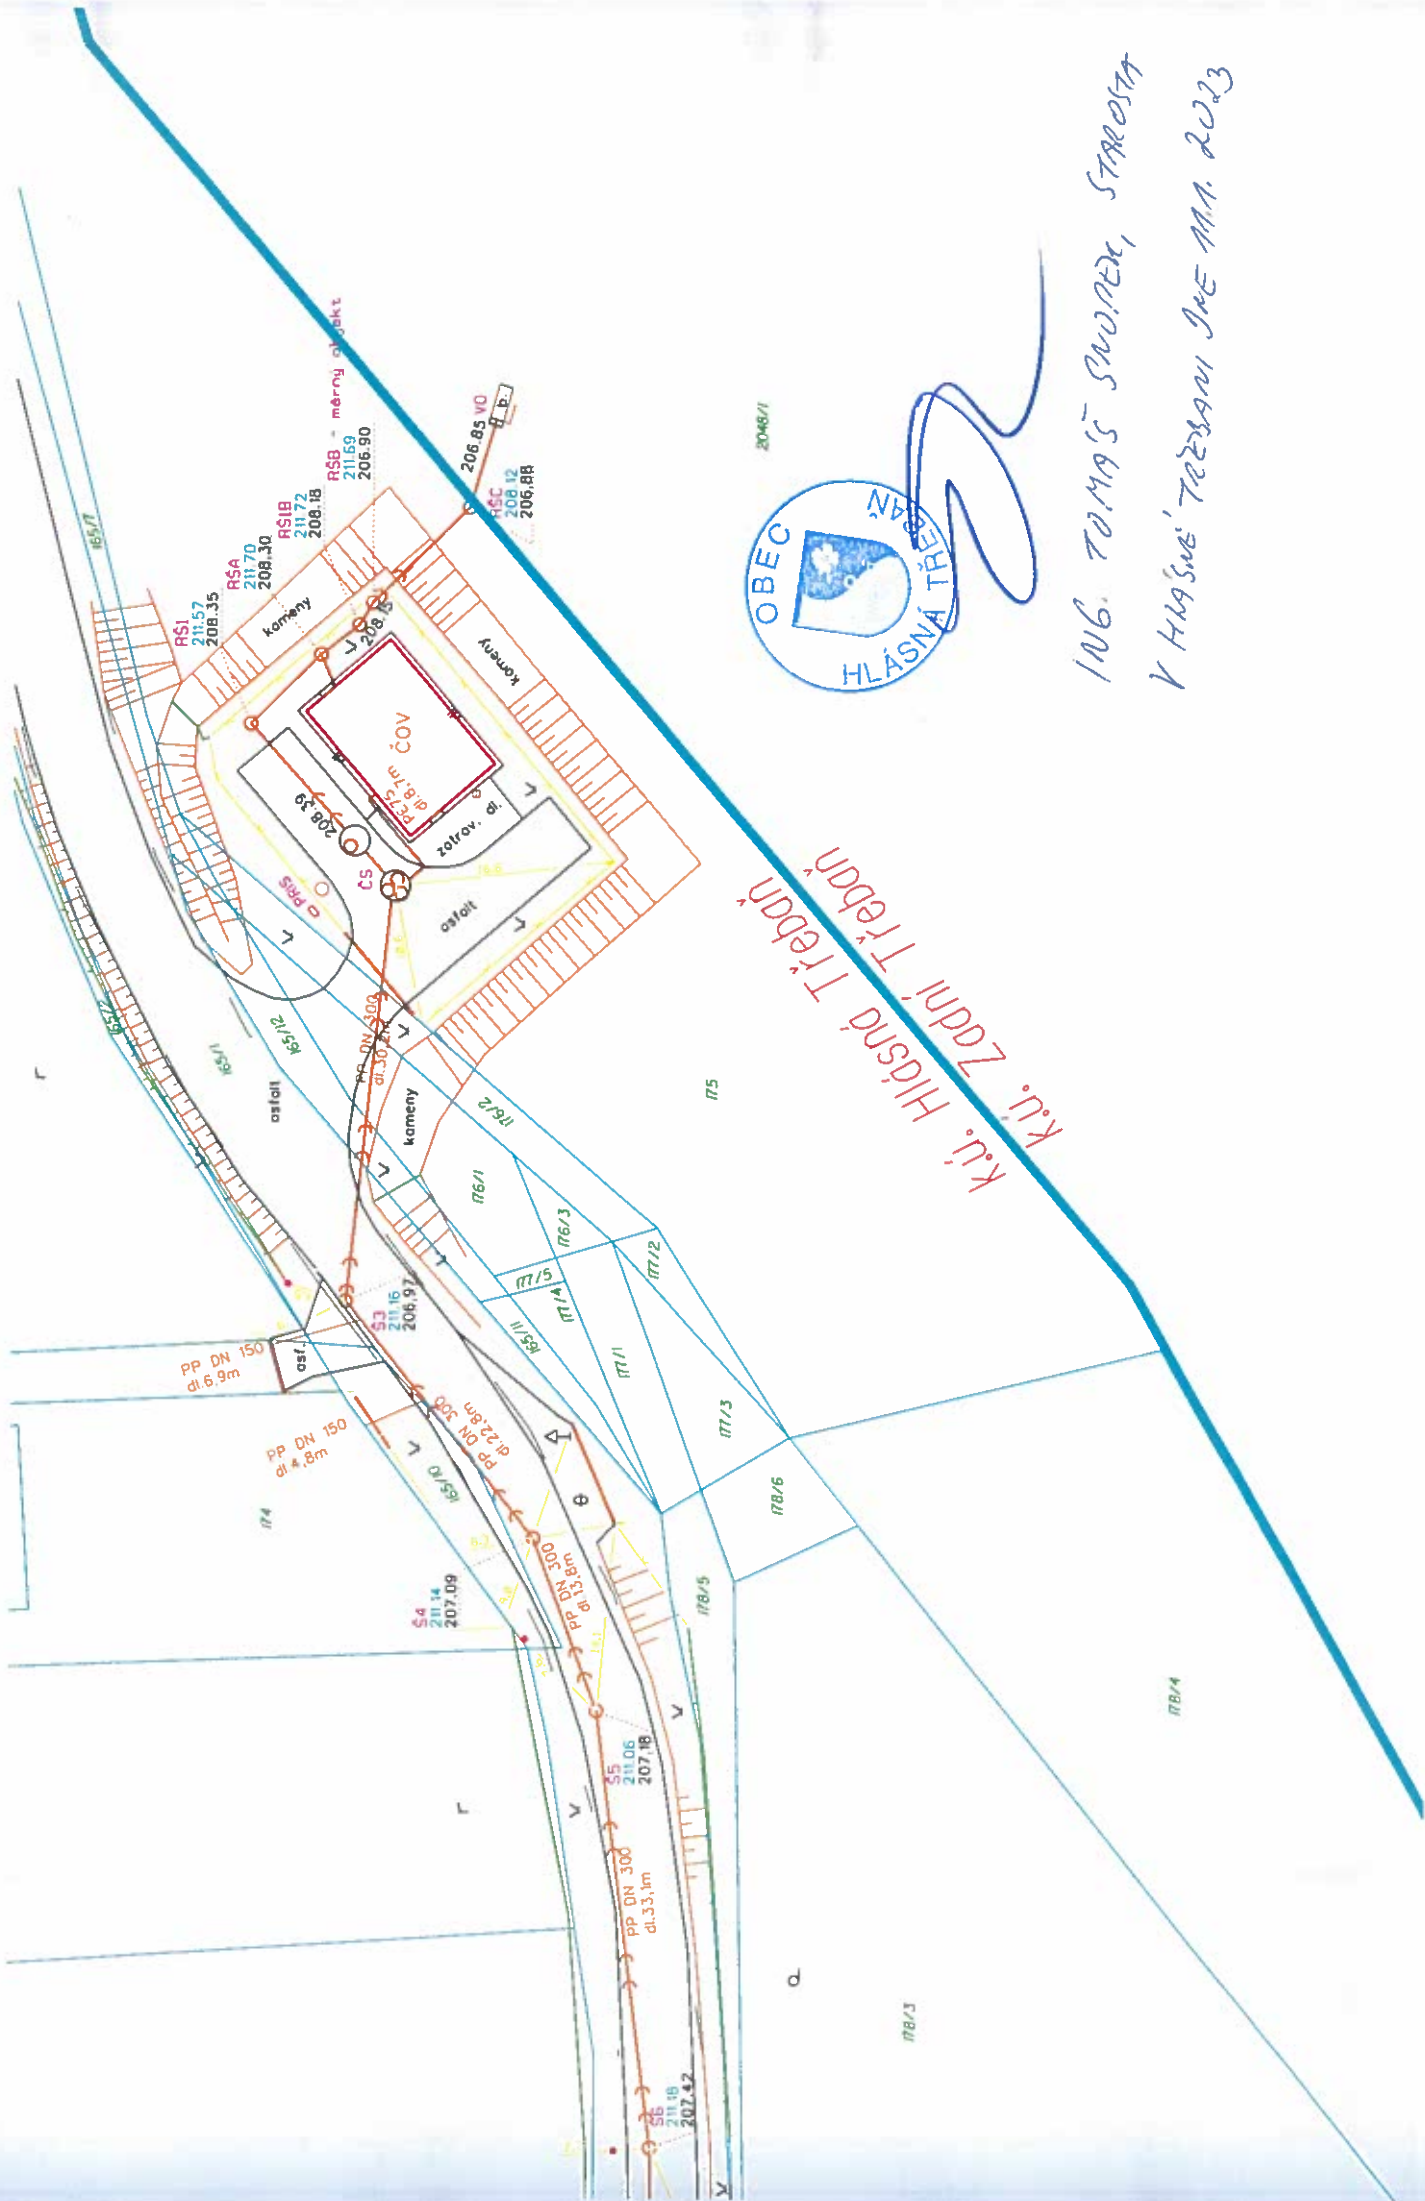 165/7
RŠ1
211.57
208.35
RŠA
211.70
208.30
RŠ1B
211.72
208.18
RŠB - měrný objekt
211.69
206.90
206.85 VO
b.
RŠC
208.12
206.88
kameny
kameny
208.15
ČOV
PE75
dl.8,7m
208.39
zatrav. dl.
ČS
PRIS
asfalt
165/2
165/1
165/12
asfalt
r
PP DN 300
dl.30,2m
kameny
176/2
176/1
176/3
177/5
177/4
177/2
165/11
177/1
177/3
175
2048/1
k.ú. Hlásná Třebaň
k.ú. Zadní Třebaň
Š3
211.16
206.97
asf.
PP DN 150
dl.6,9m
PP DN 150
dl.4,8m
165/10
PP DN 300
dl.22,8m
174
Š4
211.14
207.09
PP DN 300
dl.13,8m
178/6
178/5
178/4
Š5
211.06
207.18
r
PP DN 300
dl.33,1m
178/3
a
Š6
211.18
207.42
OBEC
HLÁSNÁ TŘEBAŇ
ING. TOMÁŠ SNOPEK, STAROSTA
V HLÁSNÉ TŘEBANI DNE 11.1. 2023